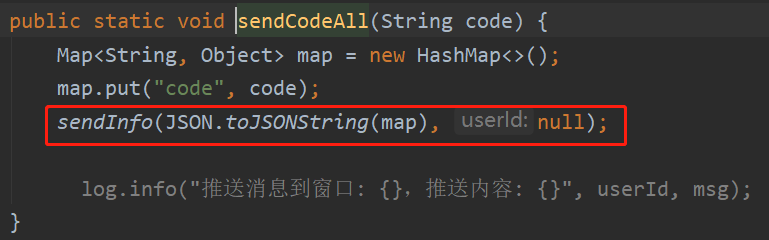 public static void sendCodeAll(String code) {
Map<String, Object> map = new HashMap<>();
map.put("code", code);
sendInfo(JSON.toJSONString(map), userId: null);
log.info("推送消息到窗口: {}，推送内容: {}", userId, msg);
}